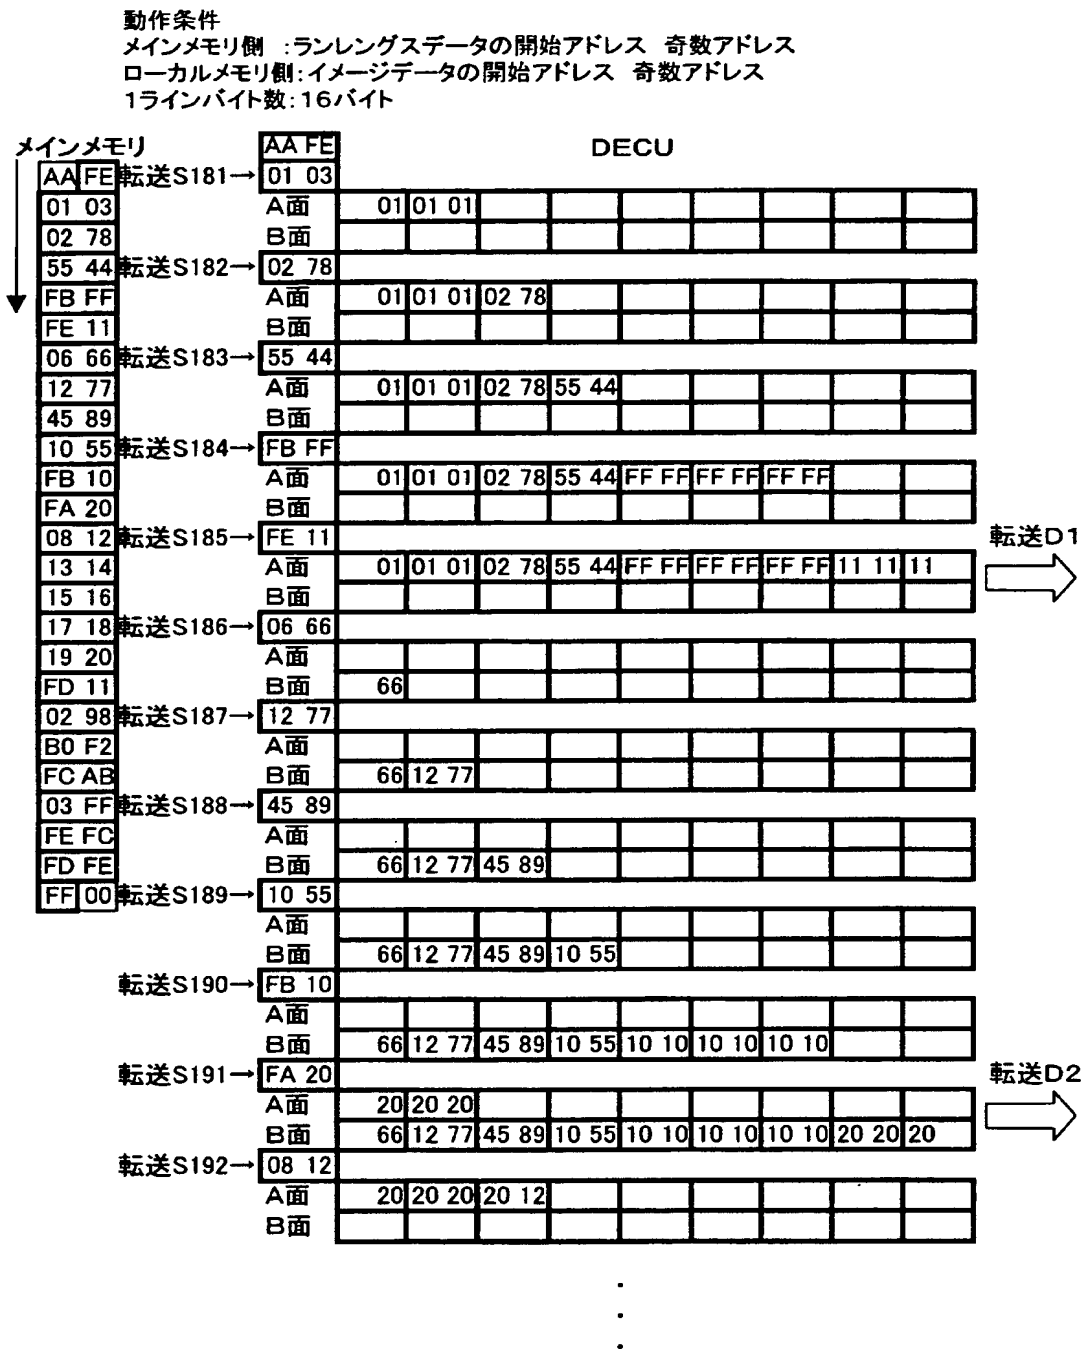 動作条件
メインメモリ側 :ランレングスデータの開始アドレス 奇数アドレス
ローカルメモリ側:イメージデータの開始アドレス 奇数アドレス
1ラインバイト数:16バイト
メインメモリ AA FE DECU
AA FE 転送S181→ 01 03
01 03 A面 01 01 01
02 78 B面
55 44 転送S182→ 02 78
FB FF A面 01 01 01 02 78
FE 11 B面
06 66 転送S183→ 55 44
12 77 A面 01 01 01 02 78 55 44
45 89 B面
10 55 転送S184→ FB FF
FB 10 A面 01 01 01 02 78 55 44 FF FF FF FF FF FF
FA 20 B面
08 12 転送S185→ FE 11 転送D1
13 14 A面 01 01 01 02 78 55 44 FF FF FF FF FF FF 11 11 11
15 16 B面
17 18 転送S186→ 06 66
19 20 A面
FD 11 B面 66
02 98 転送S187→ 12 77
B0 F2 A面
FC AB B面 66 12 77
03 FF 転送S188→ 45 89
FE FC A面
FD FE B面 66 12 77 45 89
FF 00 転送S189→ 10 55
A面
B面 66 12 77 45 89 10 55
転送S190→ FB 10
A面
B面 66 12 77 45 89 10 55 10 10 10 10 10 10
転送S191→ FA 20 転送D2
A面 20 20 20
B面 66 12 77 45 89 10 55 10 10 10 10 10 10 20 20 20
転送S192→ 08 12
A面 20 20 20 20 12
B面